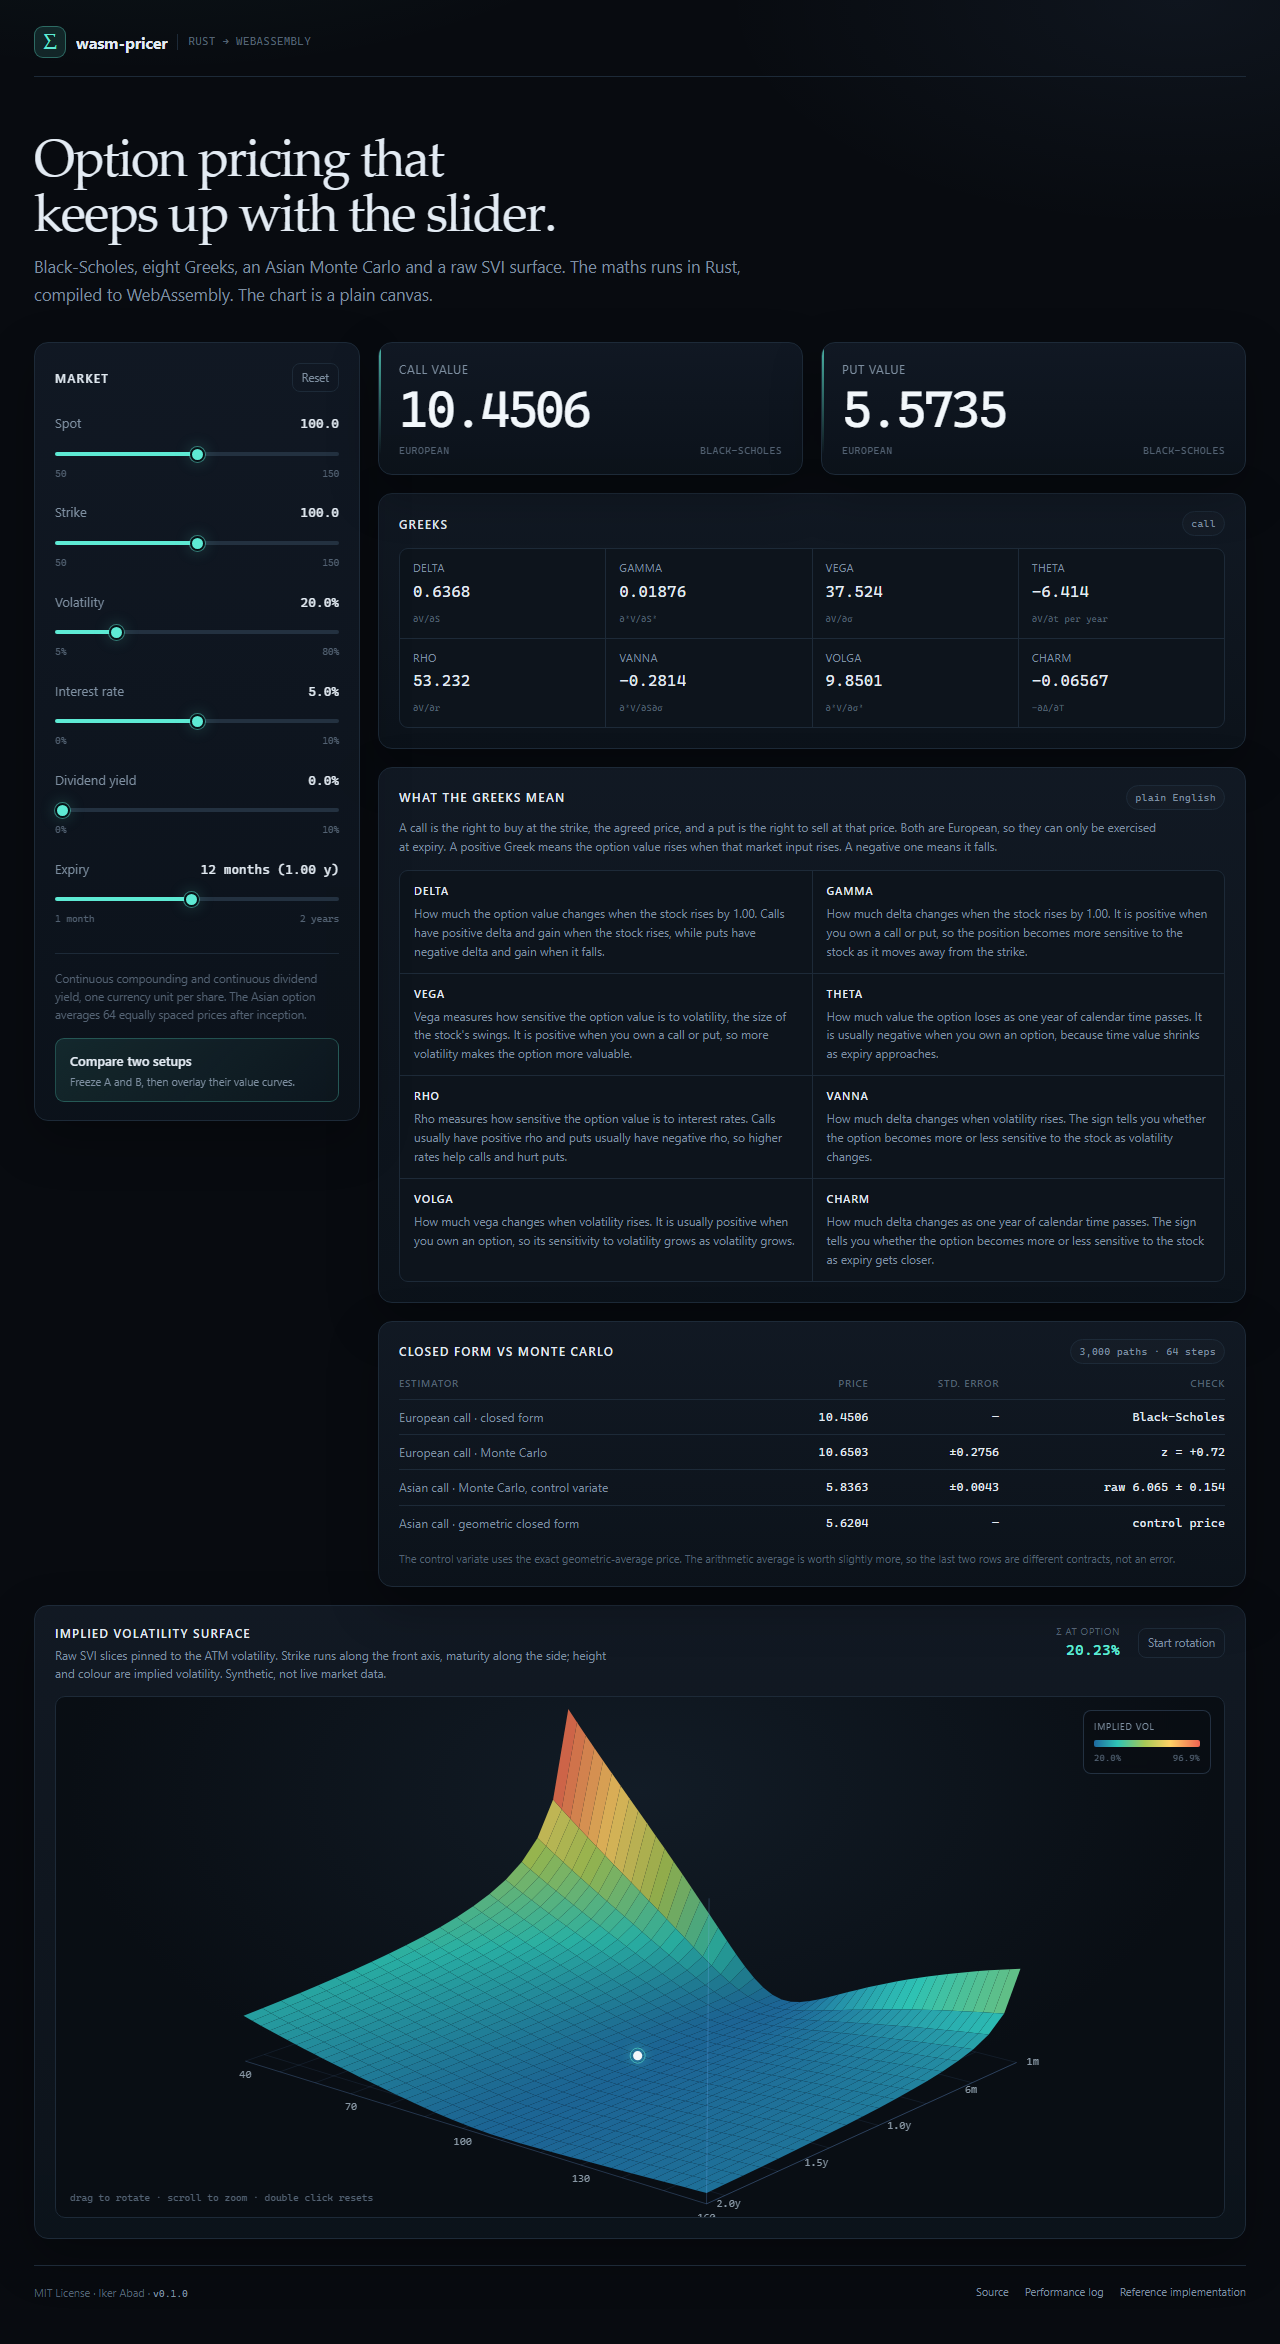 Σ wasm-pricer RUST → WEBASSEMBLY
Option pricing that
keeps up with the slider.
Black-Scholes, eight Greeks, an Asian Monte Carlo and a raw SVI surface. The maths runs in Rust,
compiled to WebAssembly. The chart is a plain canvas.
MARKET
Reset
Spot 100.0
50 150
Strike 100.0
50 150
Volatility 20.0%
5% 80%
Interest rate 5.0%
0% 10%
Dividend yield 0.0%
0% 10%
Expiry 12 months (1.00 y)
1 month 2 years
Continuous compounding and continuous dividend
yield, one currency unit per share. The Asian option
averages 64 equally spaced prices after inception.
Compare two setups
Freeze A and B, then overlay their value curves.
CALL VALUE
10.4506
EUROPEAN BLACK-SCHOLES
PUT VALUE
5.5735
EUROPEAN BLACK-SCHOLES
GREEKS
call
DELTA GAMMA VEGA THETA
0.6368 0.01876 37.524 −6.414
∂V/∂S ∂²V/∂S² ∂V/∂σ ∂V/∂t per year
RHO VANNA VOLGA CHARM
53.232 −0.2814 9.8501 −0.06567
∂V/∂r ∂²V/∂S∂σ ∂²V/∂σ² −∂Δ/∂T
WHAT THE GREEKS MEAN
plain English
A call is the right to buy at the strike, the agreed price, and a put is the right to sell at that price. Both are European, so they can only be exercised
at expiry. A positive Greek means the option value rises when that market input rises. A negative one means it falls.
DELTA
How much the option value changes when the stock rises by 1.00. Calls
have positive delta and gain when the stock rises, while puts have
negative delta and gain when it falls.
GAMMA
How much delta changes when the stock rises by 1.00. It is positive when
you own a call or put, so the position becomes more sensitive to the
stock as it moves away from the strike.
VEGA
Vega measures how sensitive the option value is to volatility, the size of
the stock's swings. It is positive when you own a call or put, so more
volatility makes the option more valuable.
THETA
How much value the option loses as one year of calendar time passes. It
is usually negative when you own an option, because time value shrinks
as expiry approaches.
RHO
Rho measures how sensitive the option value is to interest rates. Calls
usually have positive rho and puts usually have negative rho, so higher
rates help calls and hurt puts.
VANNA
How much delta changes when volatility rises. The sign tells you whether
the option becomes more or less sensitive to the stock as volatility
changes.
VOLGA
How much vega changes when volatility rises. It is usually positive when
you own an option, so its sensitivity to volatility grows as volatility grows.
CHARM
How much delta changes as one year of calendar time passes. The sign
tells you whether the option becomes more or less sensitive to the stock
as expiry gets closer.
CLOSED FORM VS MONTE CARLO
3,000 paths · 64 steps
ESTIMATOR PRICE STD. ERROR CHECK
European call · closed form 10.4506 — Black-Scholes
European call · Monte Carlo 10.6503 ±0.2756 z = +0.72
Asian call · Monte Carlo, control variate 5.8363 ±0.0043 raw 6.065 ± 0.154
Asian call · geometric closed form 5.6204 — control price
The control variate uses the exact geometric-average price. The arithmetic average is worth slightly more, so the last two rows are different contracts, not an error.
IMPLIED VOLATILITY SURFACE
Raw SVI slices pinned to the ATM volatility. Strike runs along the front axis, maturity along the side; height
and colour are implied volatility. Synthetic, not live market data.
Σ AT OPTION
20.23%
Start rotation
IMPLIED VOL
20.0% 96.9%
40
70
100
130
160
1m
6m
1.0y
1.5y
2.0y
drag to rotate · scroll to zoom · double click resets
MIT License · Iker Abad · v0.1.0
Source Performance log Reference implementation